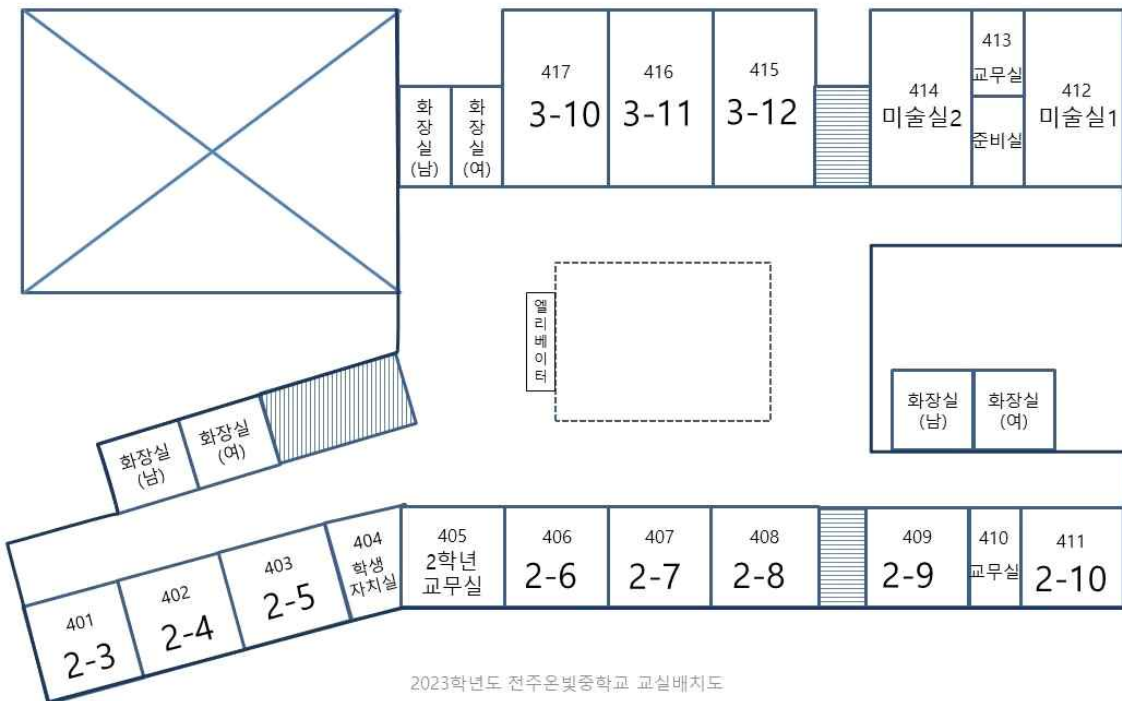 417
3-10
416
3-11
415
3-12
화장실
(남)
화장실
(여)
414
미술실2
413
교무실
준비실
412
미술실1
엘리베이터
화장실
(남)
화장실
(여)
화장실
(남)
화장실
(여)
401
2-3
402
2-4
403
2-5
404
학생
자치실
405
2학년
교무실
406
2-6
407
2-7
408
2-8
409
2-9
410
교무실
411
2-10
2023학년도 전주온빛중학교 교실배치도